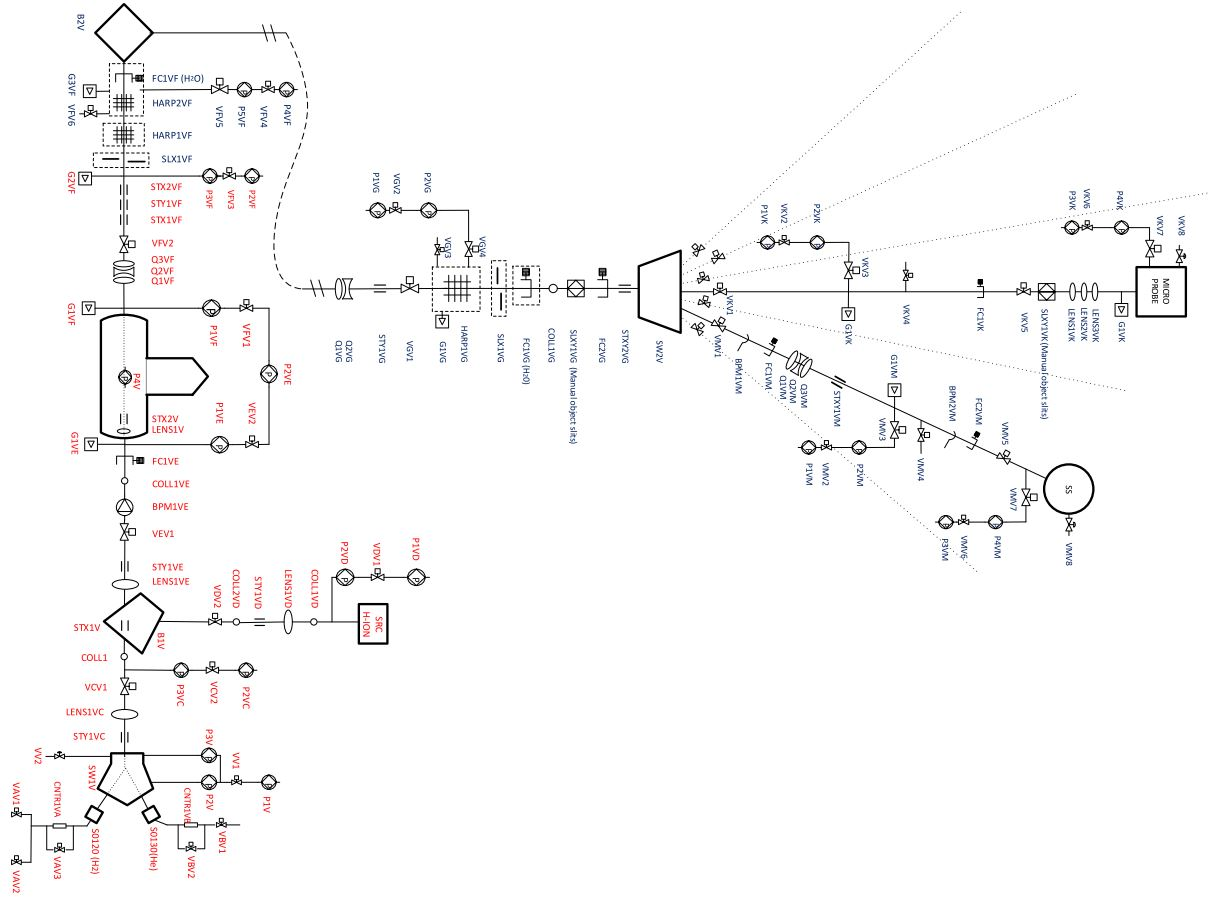 B2V
FC1VF (H2O)
HARP2VF
G3VF
VFV6
VFV5
P5VF
VFV4
P4VF
HARP1VF
SLX1VF
G2VF
STX2VF
STY1VF
STX1VF
P3VF
VFV3
P2VF
VFV2
Q3VF
Q2VF
Q1VF
G1VF
P1VF
VFV1
P2VE
P4V
STX2V
LENS1V
P1VE
VEV2
G1VE
FC1VE
COLL1VE
BPM1VE
VEV1
STY1VE
LENS1VE
STX1V
B1V
VDV2
COLL2VD
STY1VD
LENS1VD
COLL1VD
P2VD
VDV1
P1VD
SRC
H-ION
COLL1
P3VC
VCV2
P2VC
VCV1
LENS1VC
STY1VC
VV2
SW1V
P3V
P2V
VV1
P1V
VAV1
CNTR1VA
VAV2
VAV3
S0120 (H2)
S0130(He)
CNTR1VB
VBV1
VBV2
Q1VG
Q2VG
STY1VG
VGV1
P1VG
VGV2
P2VG
VGV3
VGV4
G1VG
HARP1VG
SLX1VG
FC1VG (H20)
COLL1VG
SLXY1VG (Manual object slits)
FC2VG
STXY2VG
SW2V
VKV1
P1VK
VKV2
P2VK
VKV3
G1VK
VKV4
FC1VK
VKV5
SLXY1VK (Manual object slits)
LENS1VK
LENS2VK
LENS3VK
G1VK
P3VK
VKV6
P4VK
VKV7
VKV8
MICRO
PROBE
VMV1
BPM1VM
FC1VM
Q1VM
Q2VM
Q3VM
STXY1VM
G1VM
VMV3
P1VM
VMV2
P2VM
VMV4
BPM2VM
FC2VM
VMV5
SS
VMV7
P3VM
VMV6
P4VM
VMV8